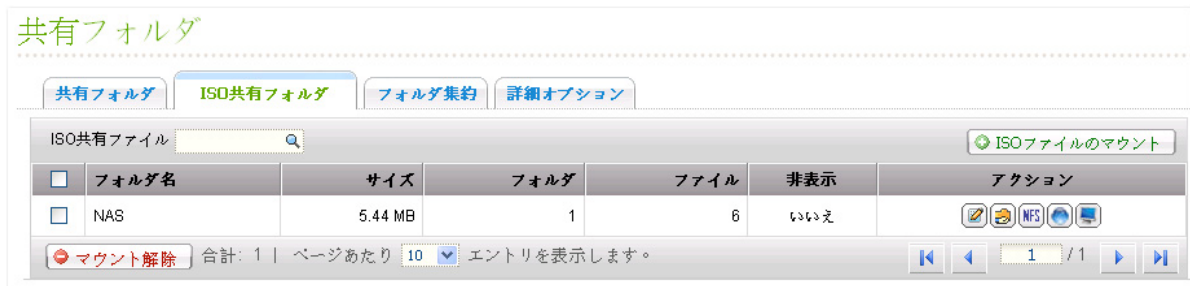 共有フォルダ
共有フォルダ ISO共有フォルダ フォルダ集約 詳細オプション
ISO共有ファイル ISOファイルのマウント
フォルダ名 サイズ フォルダ ファイル 非表示 アクション
NAS 5.44 MB 1 6 いいえ NFS
マウント解除 合計: 1 | ページあたり 10 エントリを表示します。 1 / 1